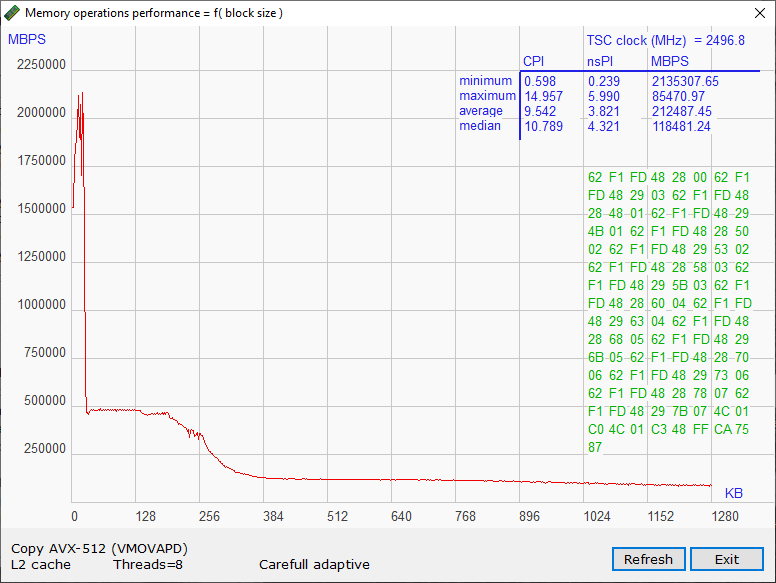 Memory operations performance = f( block size )
MBPS
TSC clock (MHz) = 2496.8
CPI nsPI MBPS
minimum 0.598 0.239 2135307.65
maximum 14.957 5.990 85470.97
average 9.542 3.821 212487.45
median 10.789 4.321 118481.24
2250000
2000000
1750000
1500000
1250000
1000000
750000
500000
250000
62 F1 FD 48 28 00 62 F1
FD 48 29 03 62 F1 FD 48
28 48 01 62 F1 FD 48 29
4B 01 62 F1 FD 48 28 50
02 62 F1 FD 48 29 53 02
62 F1 FD 48 28 58 03 62
F1 FD 48 29 5B 03 62 F1
FD 48 28 60 04 62 F1 FD
48 29 63 04 62 F1 FD 48
28 68 05 62 F1 FD 48 29
6B 05 62 F1 FD 48 28 70
06 62 F1 FD 48 29 73 06
62 F1 FD 48 28 78 07 62
F1 FD 48 29 7B 07 4C 01
C0 4C 01 C3 48 FF CA 75
87
KB
0 128 256 384 512 640 768 896 1024 1152 1280
Copy AVX-512 (VMOVAPD)
L2 cache Threads=8 Carefull adaptive
Refresh Exit